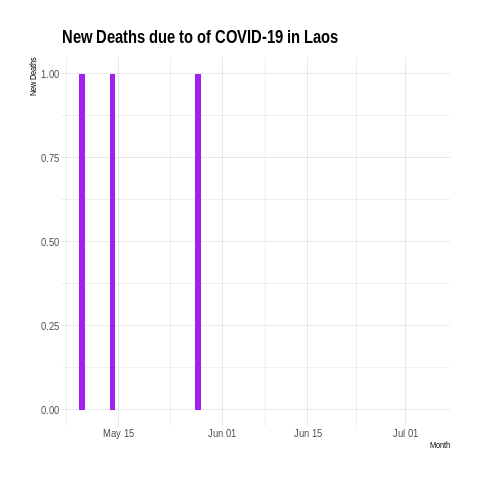 New Deaths due to of COVID-19 in Laos
New Deaths
1.00
0.75
0.50
0.25
0.00
May 15
Jun 01
Jun 15
Jul 01
Month